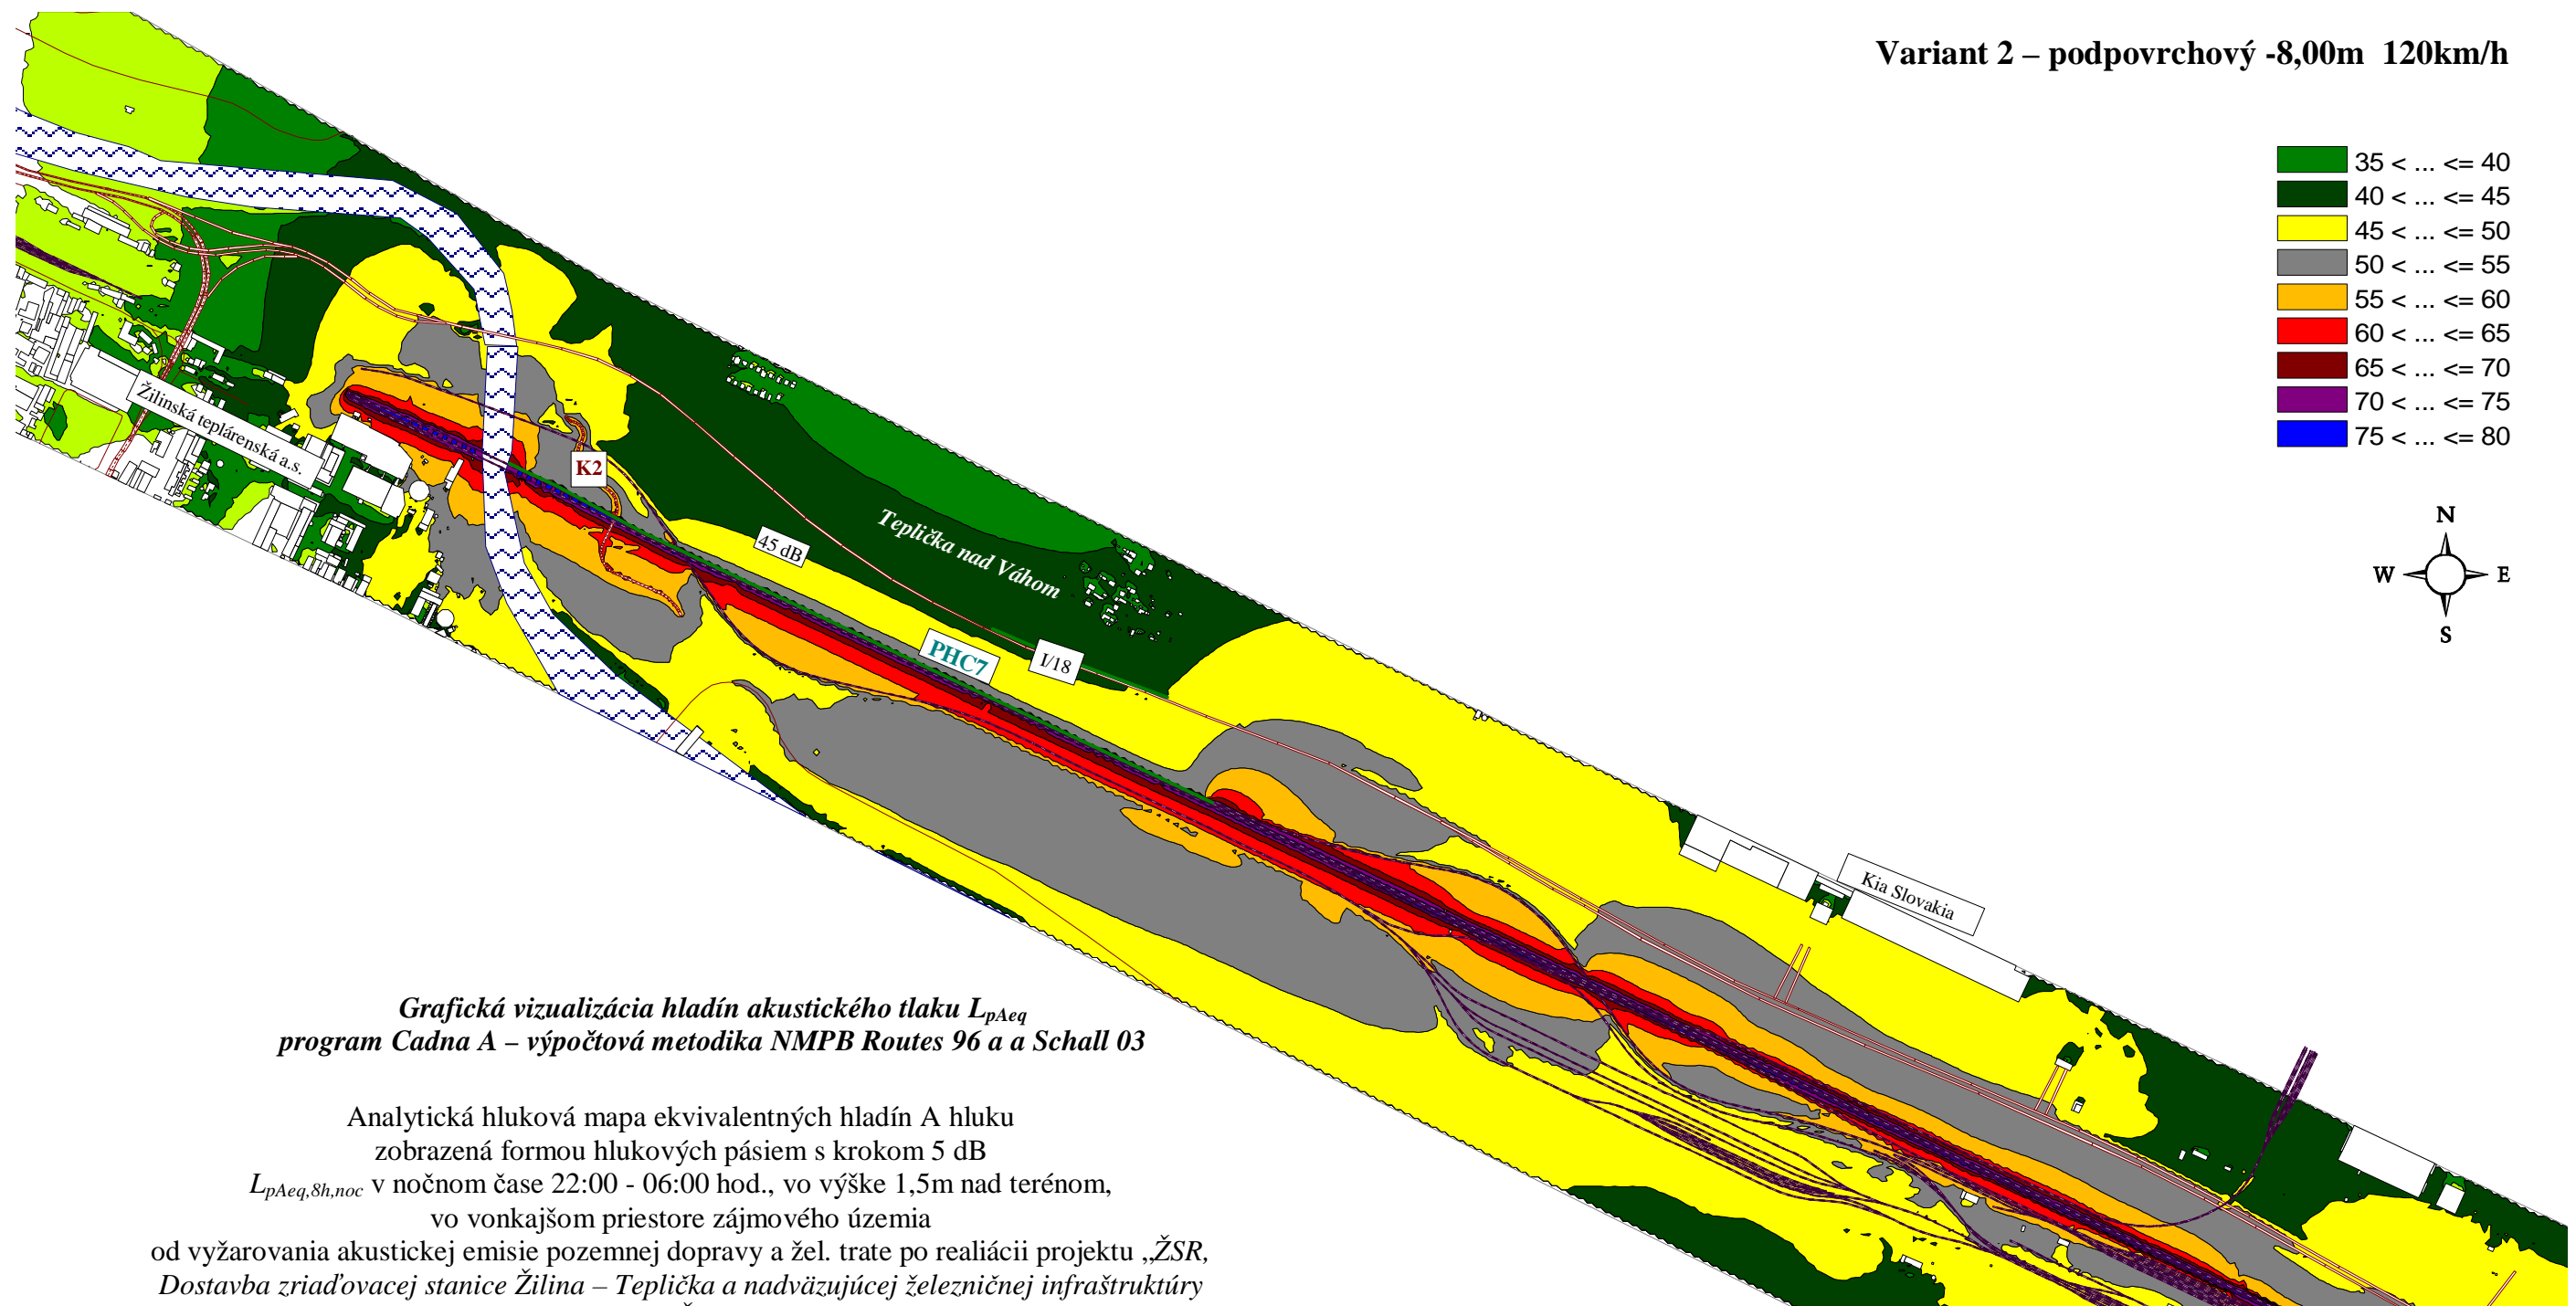 Variant 2 – podpovrchový -8,00m 120km/h
35 < ... <= 40
40 < ... <= 45
45 < ... <= 50
50 < ... <= 55
55 < ... <= 60
60 < ... <= 65
65 < ... <= 70
70 < ... <= 75
75 < ... <= 80
Žilinská teplárenská a.s.
K2
45 dB
Teplička nad Váhom
PHC7
I/18
Kia Slovakia
N
W E
S
Grafická vizualizácia hladín akustického tlaku LpAeq
program Cadna A – výpočtová metodika NMPB Routes 96 a a Schall 03
Analytická hluková mapa ekvivalentných hladín A hluku
zobrazená formou hlukových pásiem s krokom 5 dB
LpAeq,8h,noc v nočnom čase 22:00 - 06:00 hod., vo výške 1,5m nad terénom,
vo vonkajšom priestore zájmového územia
od vyžarovania akustickej emisie pozemnej dopravy a žel. trate po realiácii projektu „ŽSR,
Dostavba zriaďovacej stanice Žilina – Teplička a nadväzujúcej železničnej infraštruktúry